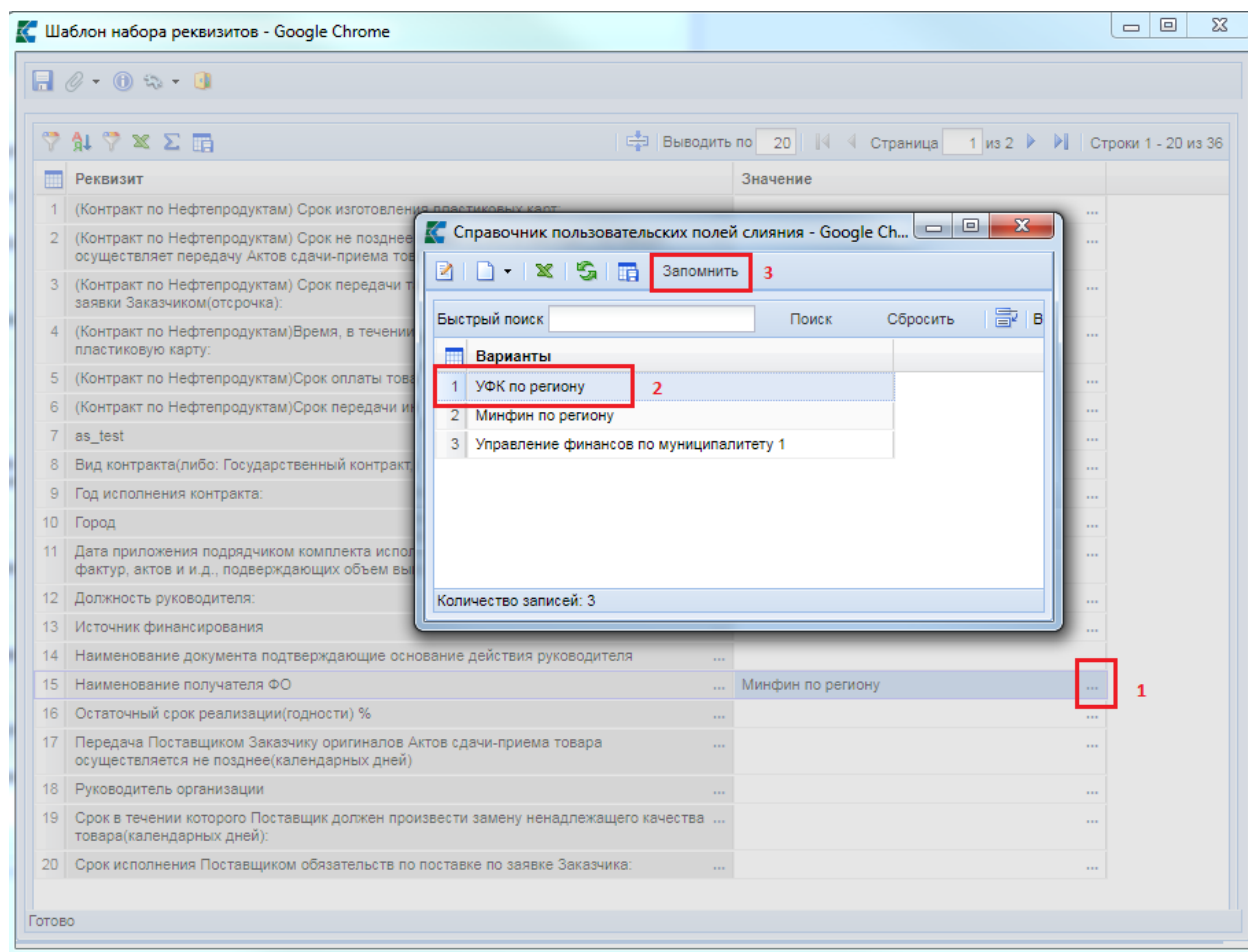 Шаблон набора реквизитов - Google Chrome
Выводить по 20 Страница 1 из 2 Строки 1 - 20 из 36
Реквизит Значение
1 (Контракт по Нефтепродуктам) Срок изготовления пластиковых карт:
2 (Контракт по Нефтепродуктам) Срок не позднее
осуществляет передачу Актов сдачи-приема
3 (Контракт по Нефтепродуктам) Срок передачи
заявки Заказчиком(отсрочка):
4 (Контракт по Нефтепродуктам)Время, в течении
пластиковую карту:
5 (Контракт по Нефтепродуктам)Срок оплаты
6 (Контракт по Нефтепродуктам)Срок передачи
7 as_test
8 Вид контракта(либо: Государственный контракт,
9 Год исполнения контракта:
10 Город
11 Дата приложения подрядчиком комплекта
фактур, актов и и.д., подверждающих объем
12 Должность руководителя:
13 Источник финансирования
14 Наименование документа подтверждающие основание действия руководителя ...
15 Наименование получателя ФО ... Минфин по региону ... 1
16 Остаточный срок реализации(годности) % ... ...
17 Передача Поставщиком Заказчику оригиналов Актов сдачи-приема товара ... ...
осуществляется не позднее(календарных дней)
18 Руководитель организации ... ...
19 Срок в течении которого Поставщик должен произвести замену ненадлежащего качества ... ...
товара(календарных дней):
20 Срок исполнения Поставщиком обязательств по поставке по заявке Заказчика: ... ...
Готово
Справочник пользовательских полей слияния - Google Ch...
Запомнить 3
Быстрый поиск Поиск Сбросить В
Варианты
1 УФК по региону 2
2 Минфин по региону
3 Управление финансов по муниципалитету 1
Количество записей: 3